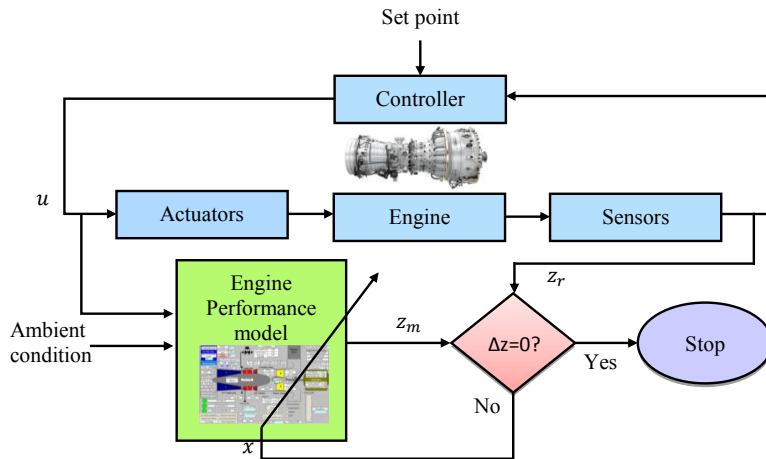 Set point
Controller
u
Actuators
Engine
Sensors
Engine
Performance
model
z_r
Ambient
condition
z_m
Δz=0?
Yes
Stop
No
x